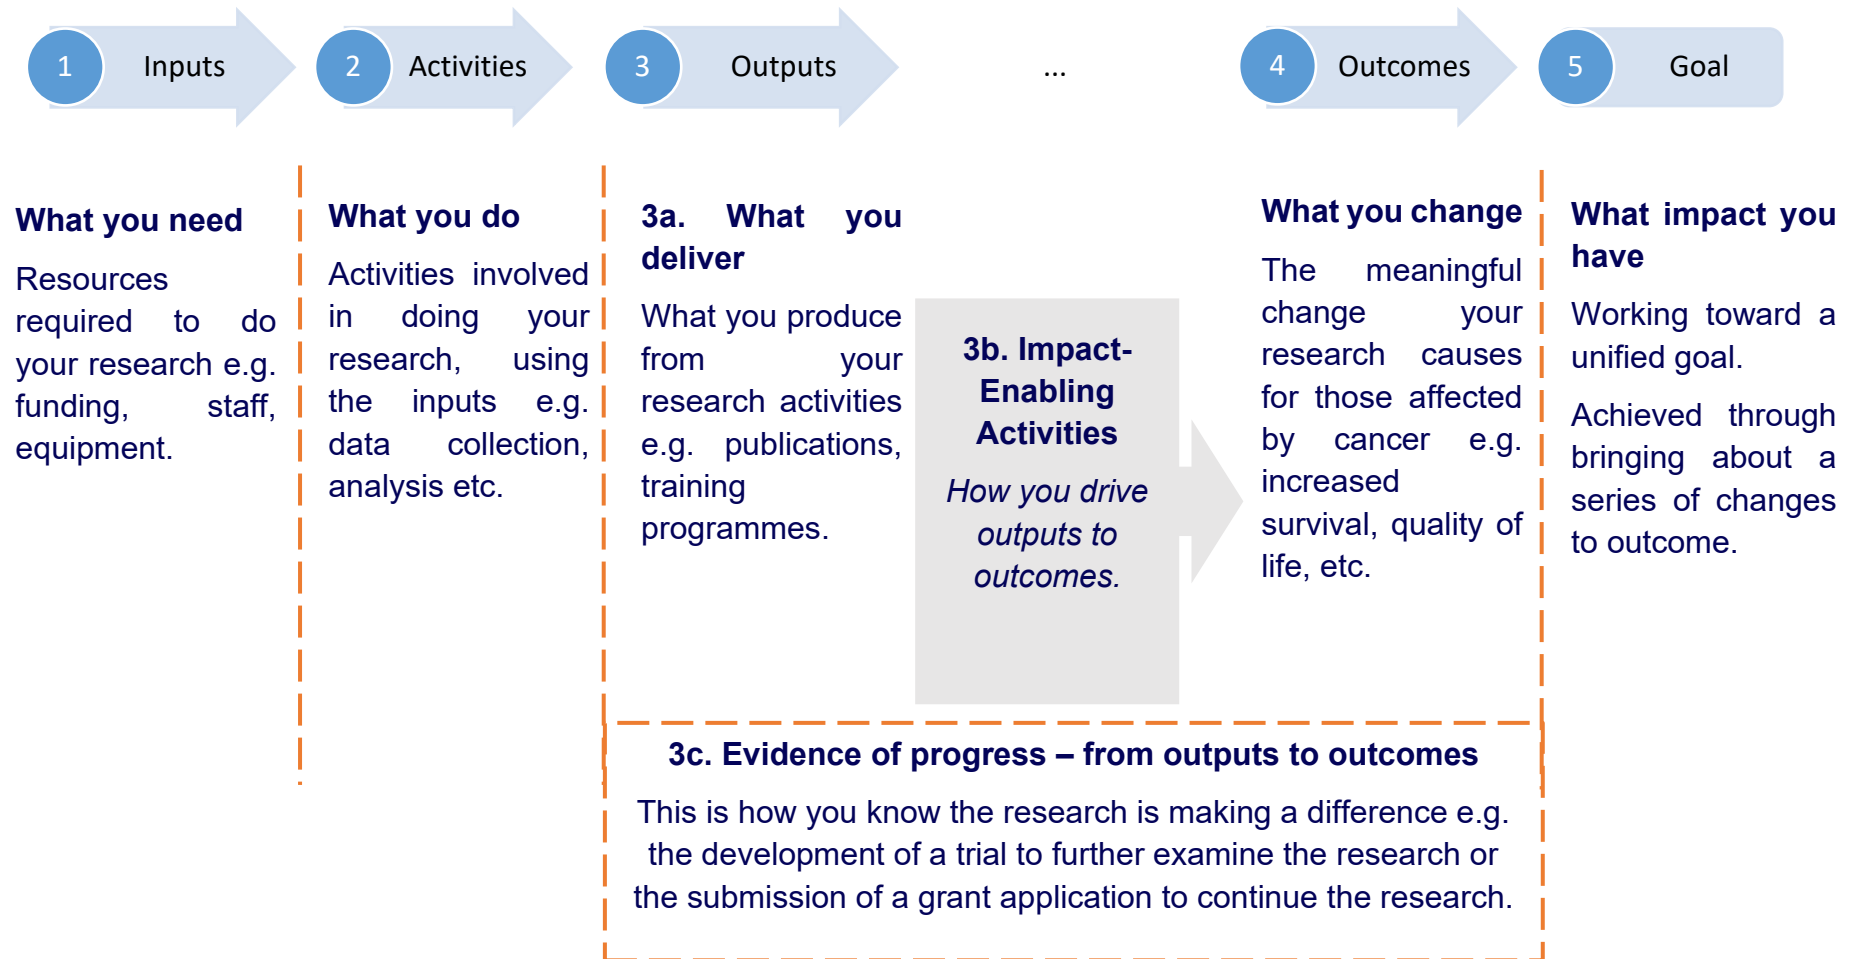 1 Inputs
2 Activities
3 Outputs
...
4 Outcomes
5 Goal
What you need
Resources
required to do
your research e.g.
funding, staff,
equipment.
What you do
Activities involved
in doing your
research, using
the inputs e.g.
data collection,
analysis etc.
3a. What you
deliver
What you produce
from your
research activities
e.g. publications,
training
programmes.
3b. Impact-
Enabling
Activities
How you drive
outputs to
outcomes.
What you change
The meaningful
change your
research causes
for those affected
by cancer e.g.
increased
survival, quality of
life, etc.
What impact you
have
Working toward a
unified goal.
Achieved through
bringing about a
series of changes
to outcome.
3c. Evidence of progress – from outputs to outcomes
This is how you know the research is making a difference e.g.
the development of a trial to further examine the research or
the submission of a grant application to continue the research.